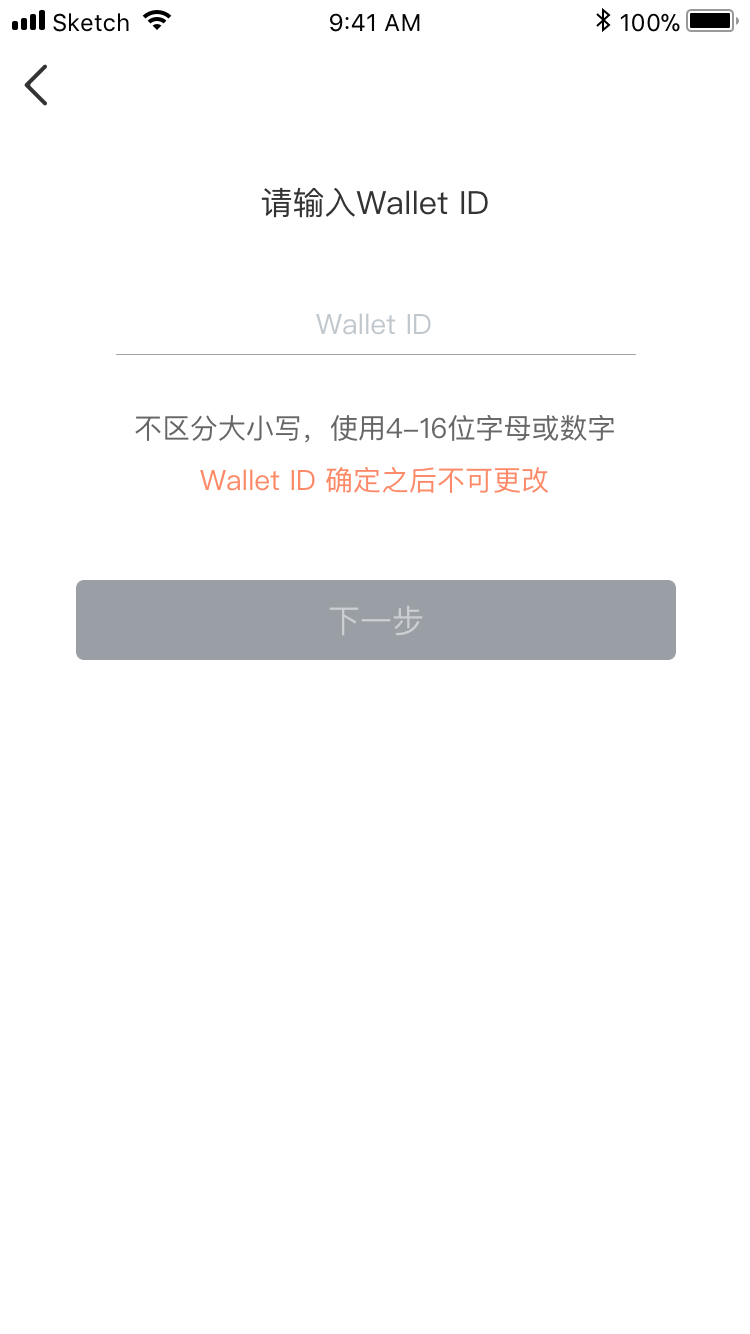 Sketch 9:41 AM 100%
请输入Wallet ID
Wallet ID
不区分大小写，使用4–16位字母或数字
Wallet ID 确定之后不可更改
下一步